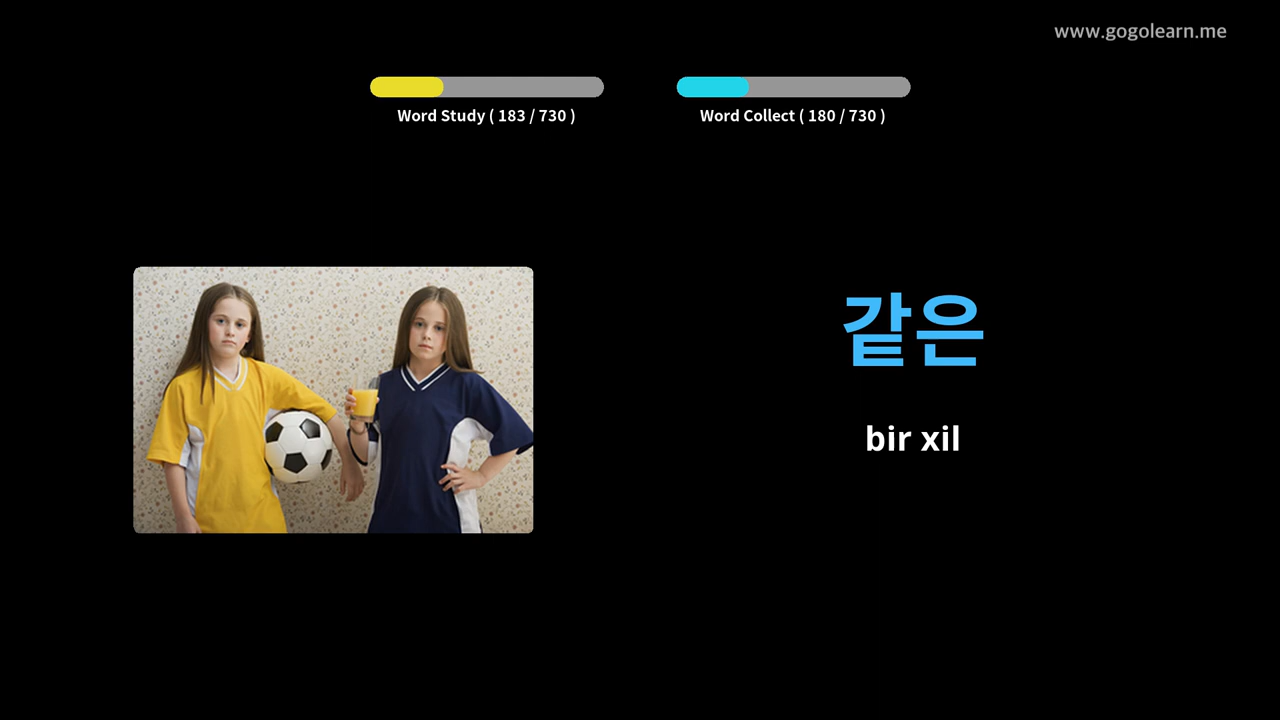 www.gogolearn.me
Word Study ( 183 / 730 )
Word Collect ( 180 / 730 )
같은
bir xil